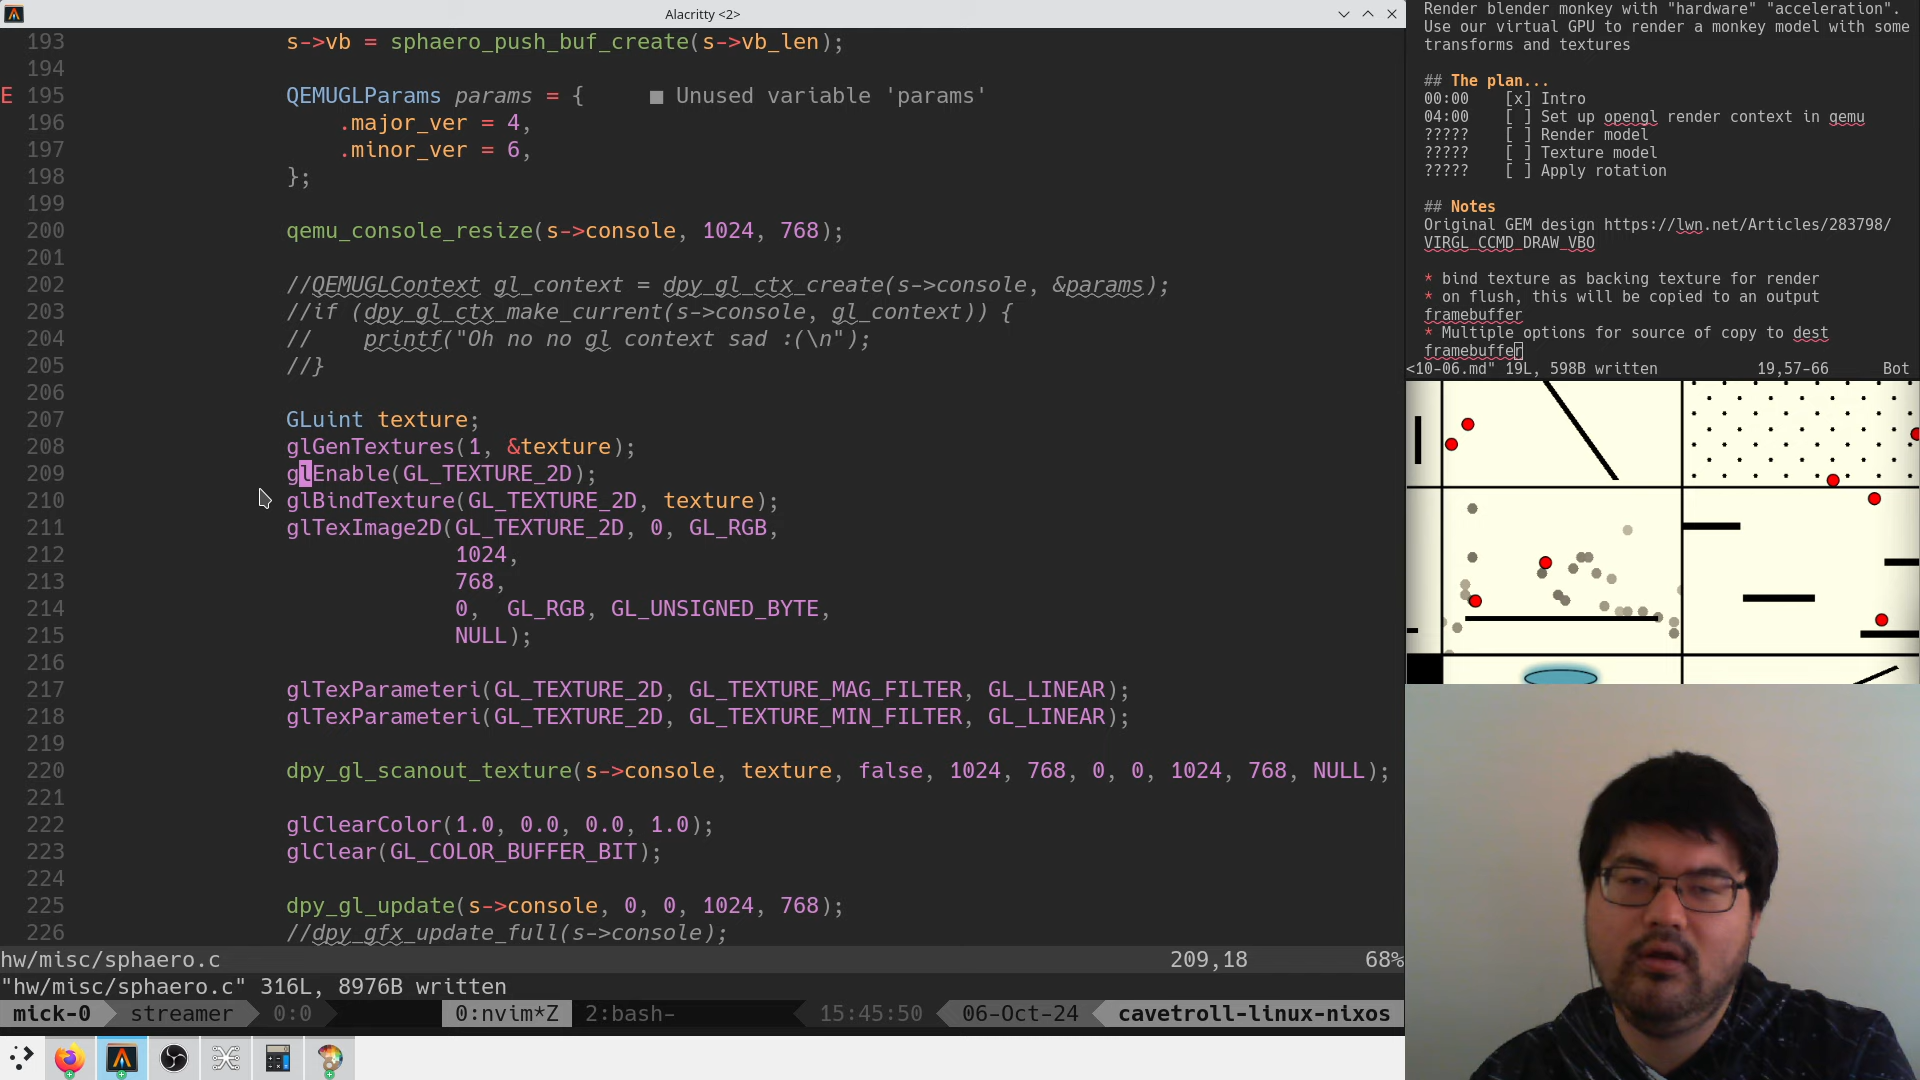 Alacritty <2>
193 s->vb = sphaero_push_buf_create(s->vb_len);
194
E 195 QEMUGLParams params = { ■ Unused variable 'params'
196 .major_ver = 4,
197 .minor_ver = 6,
198 };
199
200 qemu_console_resize(s->console, 1024, 768);
201
202 //QEMUGLContext gl_context = dpy_gl_ctx_create(s->console, &params);
203 //if (dpy_gl_ctx_make_current(s->console, gl_context)) {
204 //    printf("Oh no no gl context sad :(\n");
205 //}
206
207 GLuint texture;
208 glGenTextures(1, &texture);
209 glEnable(GL_TEXTURE_2D);
210 glBindTexture(GL_TEXTURE_2D, texture);
211 glTexImage2D(GL_TEXTURE_2D, 0, GL_RGB,
212 1024,
213 768,
214 0,  GL_RGB, GL_UNSIGNED_BYTE,
215 NULL);
216
217 glTexParameteri(GL_TEXTURE_2D, GL_TEXTURE_MAG_FILTER, GL_LINEAR);
218 glTexParameteri(GL_TEXTURE_2D, GL_TEXTURE_MIN_FILTER, GL_LINEAR);
219
220 dpy_gl_scanout_texture(s->console, texture, false, 1024, 768, 0, 0, 1024, 768, NULL);
221
222 glClearColor(1.0, 0.0, 0.0, 1.0);
223 glClear(GL_COLOR_BUFFER_BIT);
224
225 dpy_gl_update(s->console, 0, 0, 1024, 768);
226 //dpy_gfx_update_full(s->console);
hw/misc/sphaero.c 209,18 68%
"hw/misc/sphaero.c" 316L, 8976B written
mick-0 streamer 0:0 0:nvim*Z 2:bash- 15:45:50 06-Oct-24 cavetroll-linux-nixos
Render blender monkey with "hardware" "acceleration".
Use our virtual GPU to render a monkey model with some
transforms and textures
## The plan...
00:00 [x] Intro
04:00 [ ] Set up opengl render context in qemu
????? [ ] Render model
????? [ ] Texture model
????? [ ] Apply rotation
## Notes
Original GEM design https://lwn.net/Articles/283798/
VIRGL_CCMD_DRAW_VBO
* bind texture as backing texture for render
* on flush, this will be copied to an output
framebuffer
* Multiple options for source of copy to dest
framebuffer
<10-06.md" 19L, 598B written 19,57-66 Bot